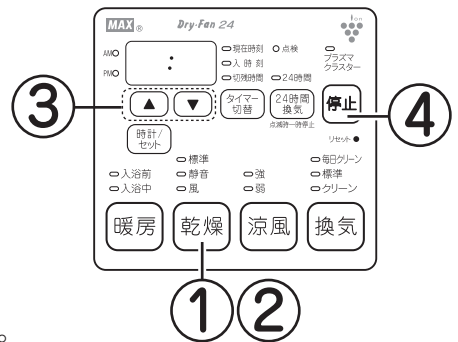 MAX® Dry-Fan 24
Ion
AM
PM
:
現在時刻 点検
入時刻
切残時間 24時間
プラズマ
クラスター
③
▲ ▼
タイマー
切替
24時間
換気
停止
④
点滅時一時停止
時計/
セット
リセット
標準
毎日グリーン
入浴前 静音 強 標準
入浴中 風 弱 クリーン
暖房 乾燥 涼風 換気
① ②
。